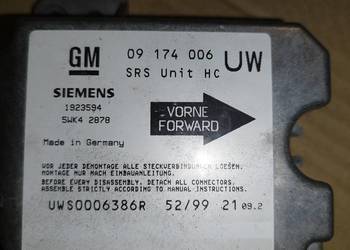 GM 09 174 006 UW
SRS Unit HC
SIEMENS
1923594
5WK4 2878
VORNE
FORWARD
Made in Germany
VOR JEDER DEMONTAGE ALLE STECKVERBINDUNGEN LOESEN.
MONTAGE NUR NACH EINBAUANLEITUNG.
BEFORE EVERY DISASSEMBLY. DETACH ALL CONNECTORS.
ASSEMBLE STRICTLY ACCORDING TO MANUAL INSTRUCTIONS.
UWS0006386R 52/99 21 09.2